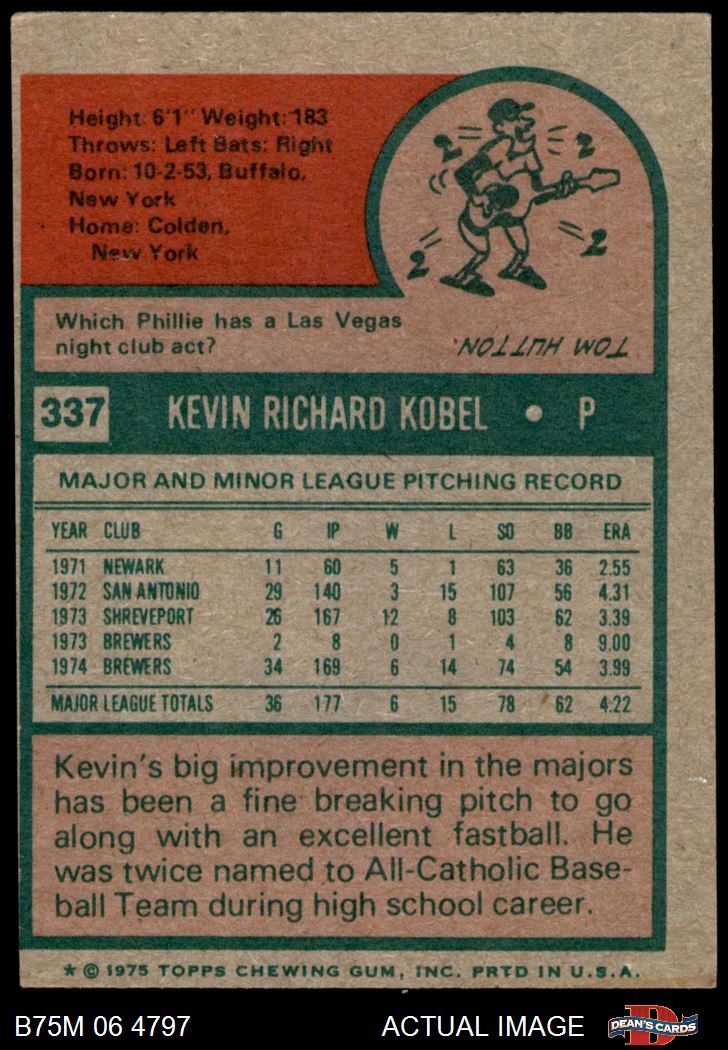 Height: 6'1" Weight: 183
Throws: Left Bats: Right
Born: 10-2-53, Buffalo,
New York
Home: Colden,
New York
2
2
2
2
Which Phillie has a Las Vegas
night club act?
TOM HUTTON
337 KEVIN RICHARD KOBEL • P
MAJOR AND MINOR LEAGUE PITCHING RECORD
YEAR CLUB G IP W L SO BB ERA
1971 NEWARK 11 60 5 1 63 36 2.55
1972 SAN ANTONIO 29 140 3 15 107 56 4.31
1973 SHREVEPORT 26 167 12 8 103 62 3.39
1973 BREWERS 2 8 0 1 4 8 9.00
1974 BREWERS 34 169 6 14 74 54 3.99
MAJOR LEAGUE TOTALS 36 177 6 15 78 62 4.22
Kevin's big improvement in the majors
has been a fine breaking pitch to go
along with an excellent fastball. He
was twice named to All-Catholic Base-
ball Team during high school career.
* © 1975 TOPPS CHEWING GUM, INC. PRTD IN U.S.A.
B75M 06 4797 ACTUAL IMAGE D DEAN'S CARDS